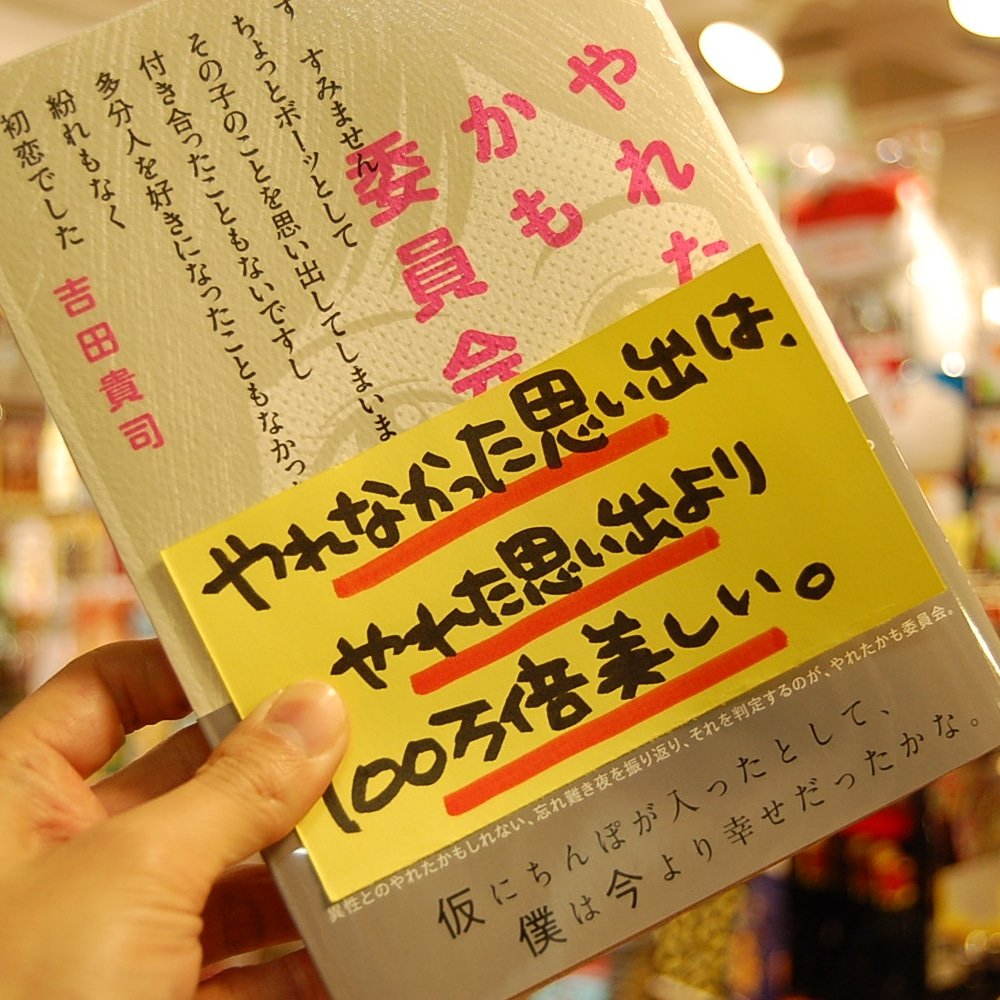 やれた
かも
委員会
す
すみません
ちょっとボーッとして
その子のことを思い出してしまいま
付き合ったこともないですし
多分人を好きになったこともなかっ
紛れもなく
初恋でした
吉田貴司
やれなかった思い出は、
やれた思い出より
100万倍美しい。
異性とのやれたかもしれない、忘れ難き夜を振り返り、それを判定するのが、やれたかも委員会。
仮にちんぽが入ったとして、
僕は今より幸せだったかな。